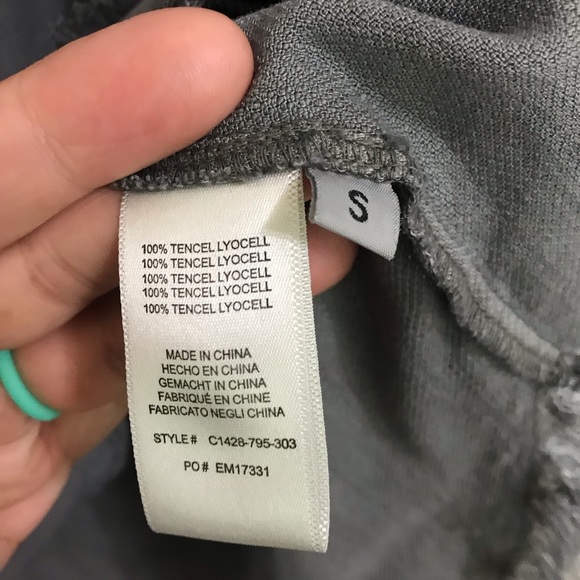 S
100% TENCEL LYOCELL
100% TENCEL LYOCELL
100% TENCEL LYOCELL
100% TENCEL LYOCELL
100% TENCEL LYOCELL
MADE IN CHINA
HECHO EN CHINA
GEMACHT IN CHINA
FABRIQUÉ EN CHINE
FABRICATO NEGLI CHINA
STYLE# C1428-795-303
PO# EM17331